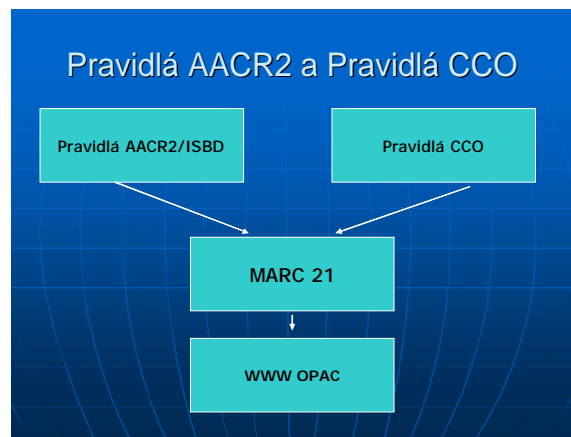 Pravidlá AACR2 a Pravidlá CCO
Pravidlá AACR2/ISBD
Pravidlá CCO
MARC 21
WWW OPAC